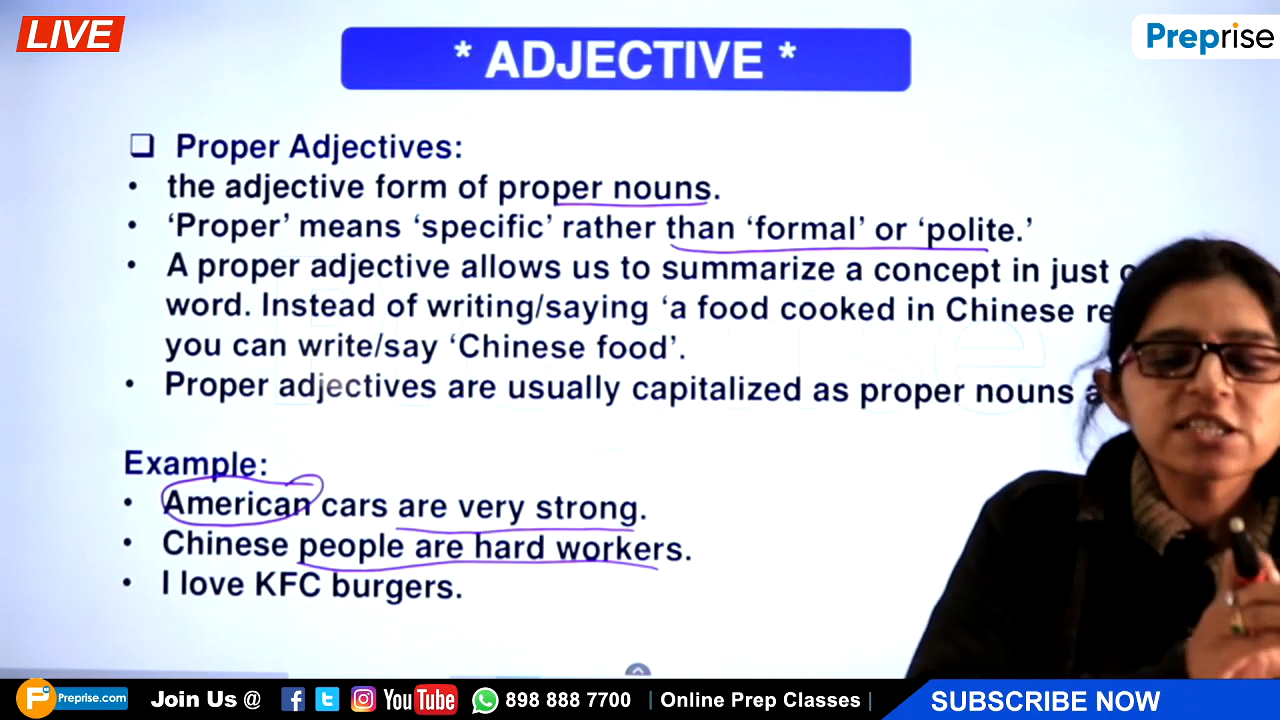 LIVE
Preprise
* ADJECTIVE *
❑ Proper Adjectives:
• the adjective form of proper nouns.
• ‘Proper’ means ‘specific’ rather than ‘formal’ or ‘polite.’
• A proper adjective allows us to summarize a concept in just
word. Instead of writing/saying ‘a food cooked in Chinese
you can write/say ‘Chinese food’.
• Proper adjectives are usually capitalized as proper nouns
Example:
• American cars are very strong.
• Chinese people are hard workers.
• I love KFC burgers.
Preprise.com Join Us @ YouTube 898 888 7700 | Online Prep Classes | SUBSCRIBE NOW